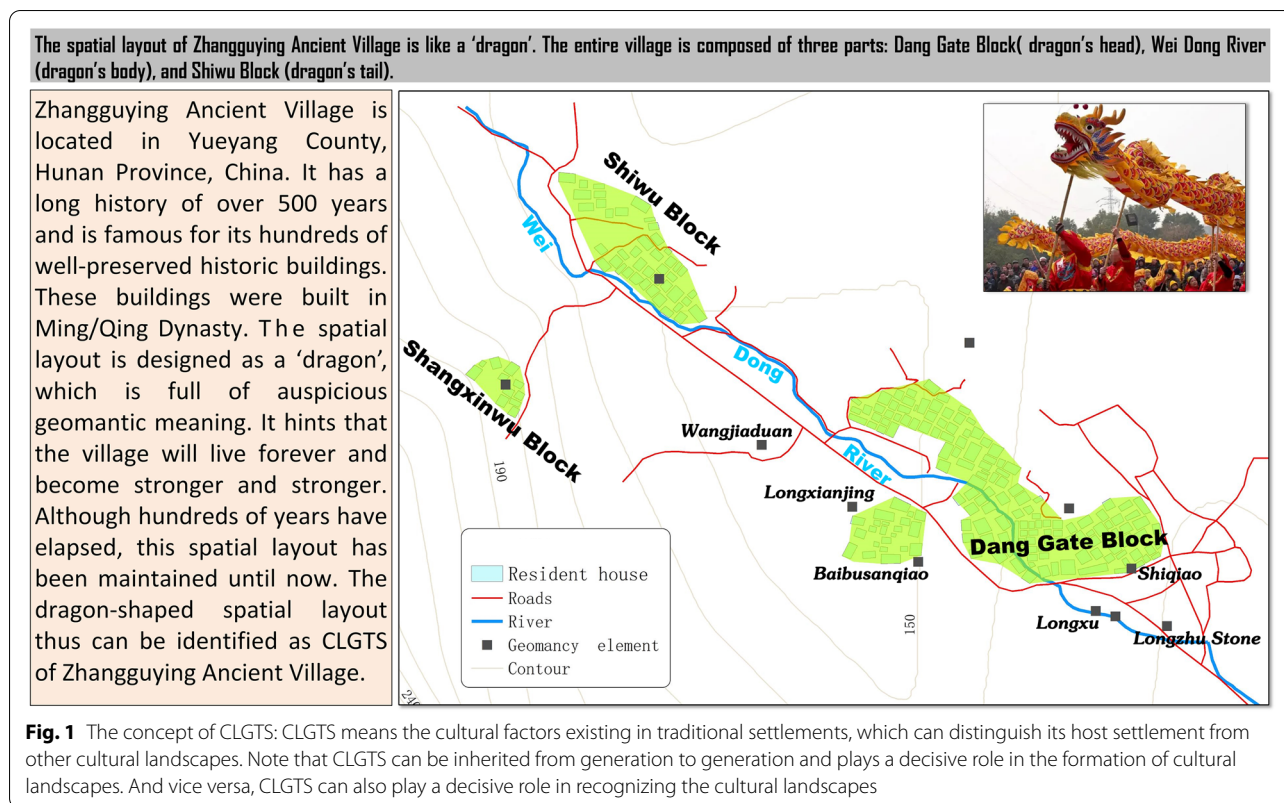 The spatial layout of Zhangguying Ancient Village is like a ‘dragon’. The entire village is composed of three parts: Dang Gate Block( dragon’s head), Wei Dong River
(dragon’s body), and Shiwu Block (dragon’s tail).
Zhangguying Ancient Village is
located in Yueyang County,
Hunan Province, China. It has a
long history of over 500 years
and is famous for its hundreds of
well-preserved historic buildings.
These buildings were built in
Ming/Qing Dynasty. The spatial
layout is designed as a ‘dragon’,
which is full of auspicious
geomantic meaning. It hints that
the village will live forever and
become stronger and stronger.
Although hundreds of years have
elapsed, this spatial layout has
been maintained until now. The
dragon-shaped spatial layout
thus can be identified as CLGTS
of Zhangguying Ancient Village.
Shiwu Block
Wei
Dong
River
Shangxinwu Block
Wangjiaduan
190
Longxianjing
Dang Gate Block
Baibusanqiao
Shiqiao
150
Longxu
Longzhu Stone
Resident house
Roads
River
Geomancy element
Contour
Fig. 1 The concept of CLGTS: CLGTS means the cultural factors existing in traditional settlements, which can distinguish its host settlement from
other cultural landscapes. Note that CLGTS can be inherited from generation to generation and plays a decisive role in the formation of cultural
landscapes. And vice versa, CLGTS can also play a decisive role in recognizing the cultural landscapes